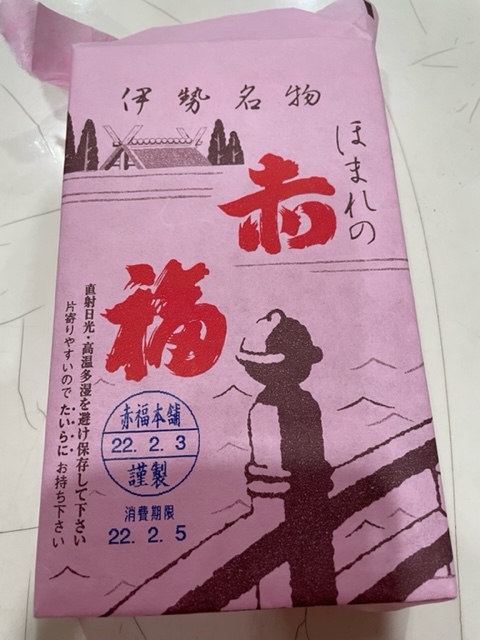 伊勢名物
ほまれの
赤
福
直射日光・高温多湿を避け保存して下さい
片寄りやすいので たいらに お持ち下さい
赤福本舗
22. 2. 3
謹製
消費期限
22. 2. 5